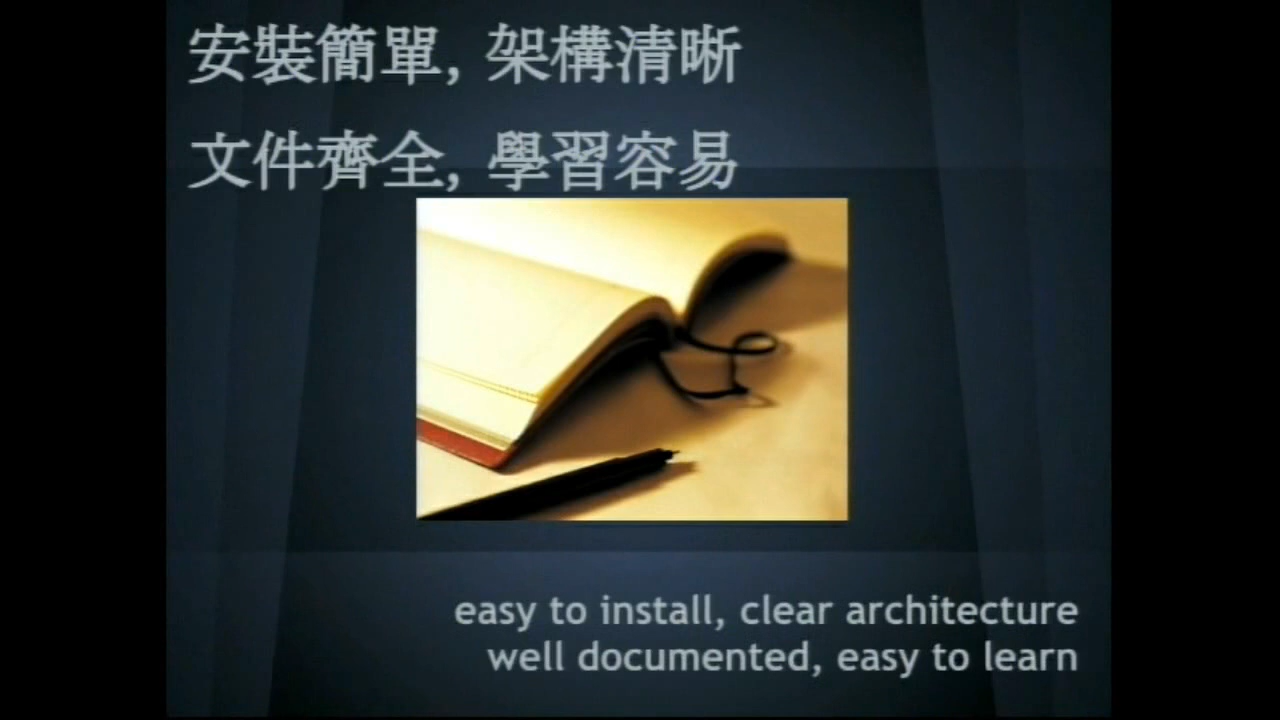 安裝簡單, 架構清晰
文件齊全, 學習容易
easy to install, clear architecture
well documented, easy to learn